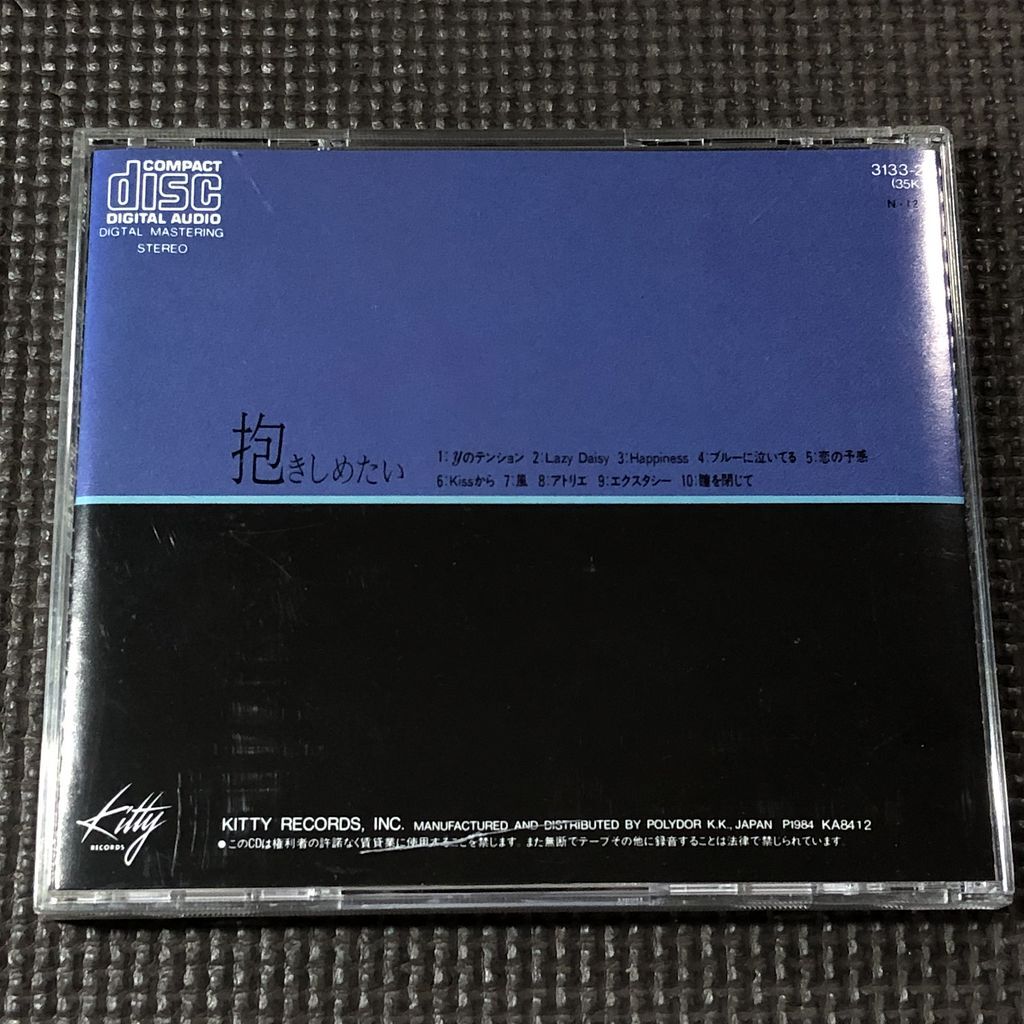 COMPACT
disc
DIGITAL AUDIO
DIGTAL MASTERING
STEREO
3133-2
(35K
N・12
抱きしめたい
1:yのテンション 2:Lazy Daisy 3:Happiness 4:ブルーに泣いてる 5:恋の予感
6:Kissから 7:風 8:アトリエ 9:エクスタシー 10:瞳を閉じて
Kitty
RECORDS
KITTY RECORDS, INC. MANUFACTURED AND DISTRIBUTED BY POLYDOR K.K., JAPAN P1984 KA8412
●このCDは権利者の許諾なく賃貸業に使用することを禁じます。また無断でテープその他に録音することは法律で禁じられています。